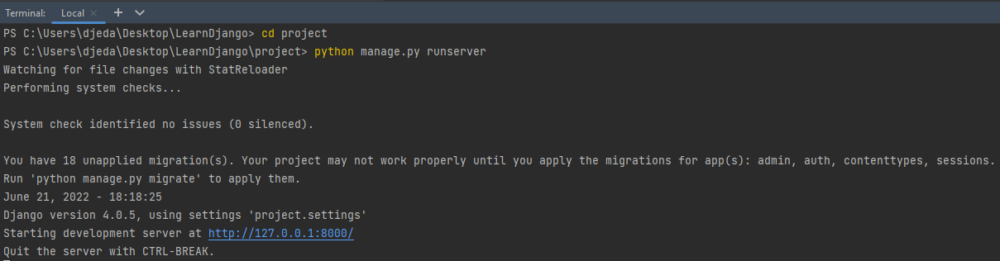 Terminal: Local × + 
PS C:\Users\djeda\Desktop\LearnDjango> cd project
PS C:\Users\djeda\Desktop\LearnDjango\project> python manage.py runserver
Watching for file changes with StatReloader
Performing system checks...
System check identified no issues (0 silenced).
You have 18 unapplied migration(s). Your project may not work properly until you apply the migrations for app(s): admin, auth, contenttypes, sessions.
Run 'python manage.py migrate' to apply them.
June 21, 2022 - 18:18:25
Django version 4.0.5, using settings 'project.settings'
Starting development server at http://127.0.0.1:8000/
Quit the server with CTRL-BREAK.